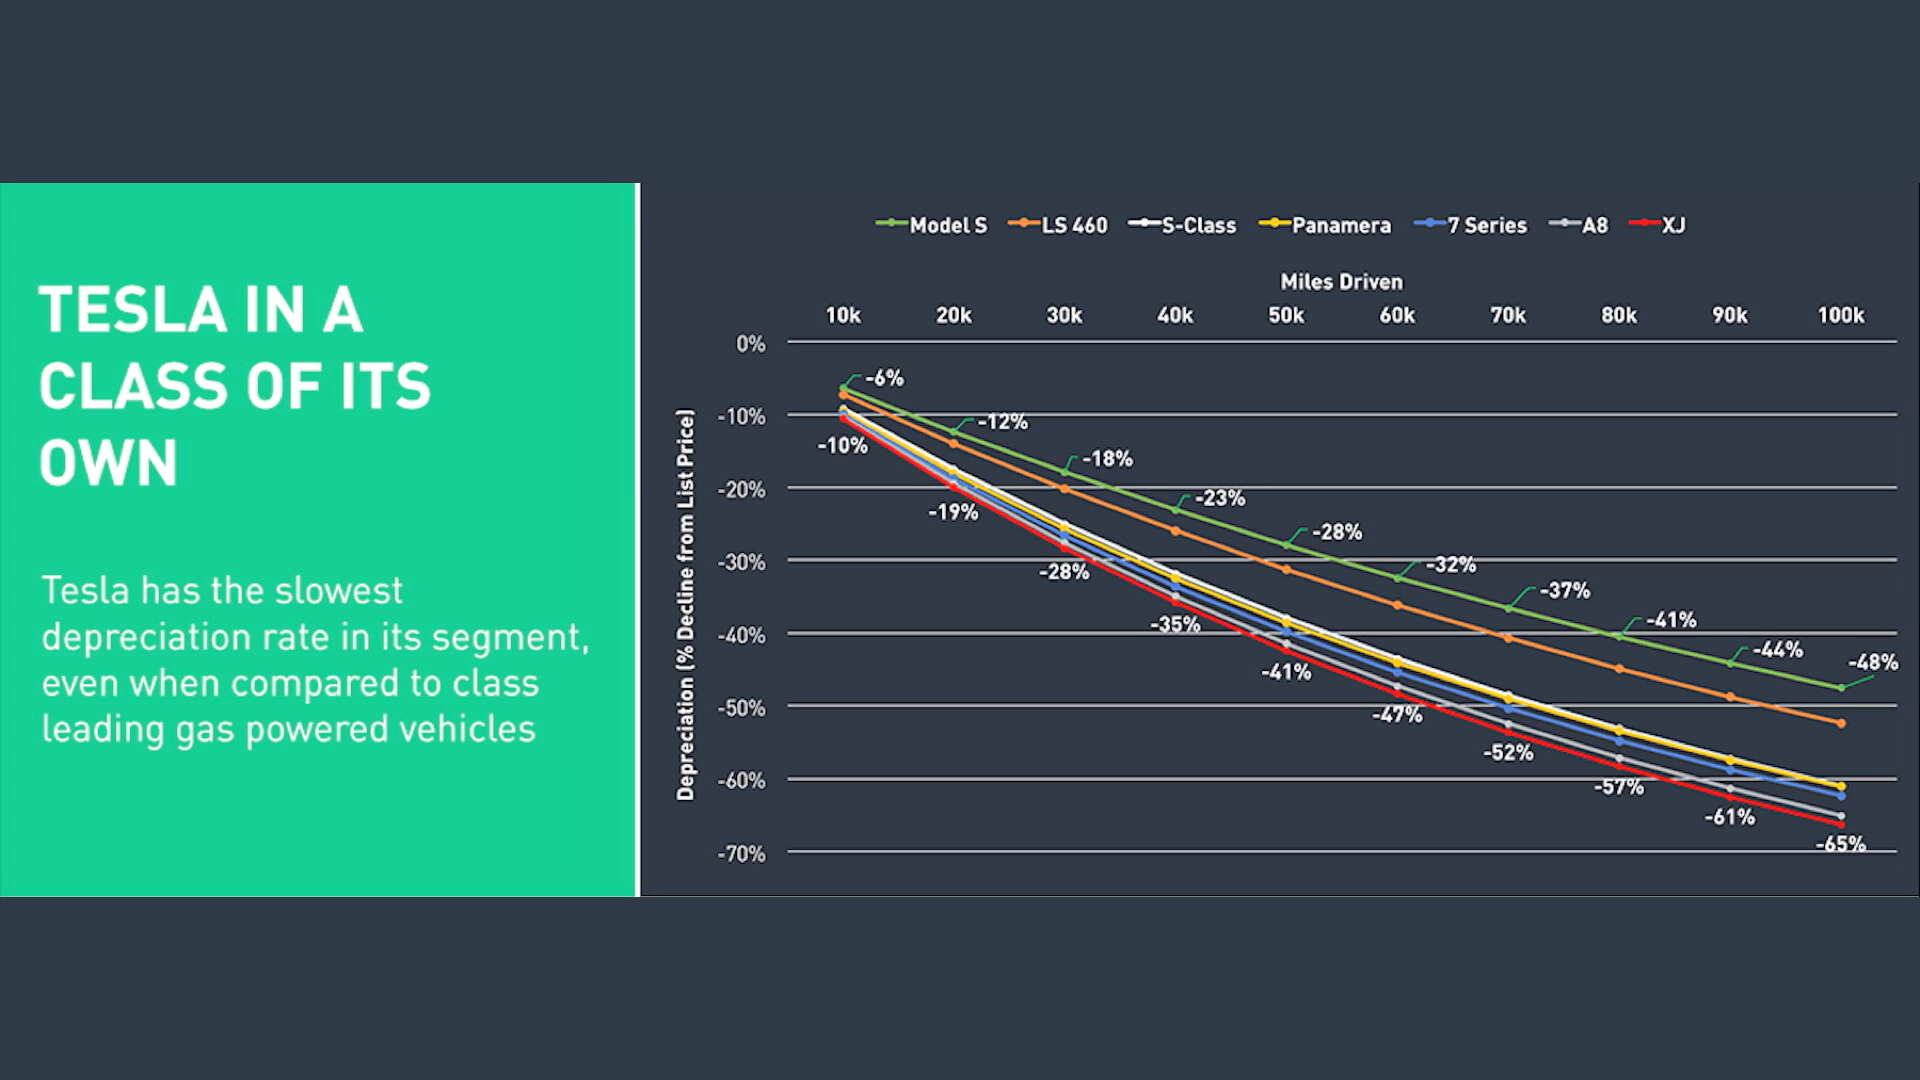 TESLA IN A
CLASS OF ITS
OWN
Tesla has the slowest
depreciation rate in its segment,
even when compared to class
leading gas powered vehicles
Model S LS 460 S-Class Panamera 7 Series A8 XJ
Miles Driven
10k 20k 30k 40k 50k 60k 70k 80k 90k 100k
Depreciation (% Decline from List Price)
0%
-10%
-20%
-30%
-40%
-50%
-60%
-70%
-6%
-12%
-18%
-23%
-28%
-32%
-37%
-41%
-44%
-48%
-10%
-19%
-28%
-35%
-41%
-47%
-52%
-57%
-61%
-65%